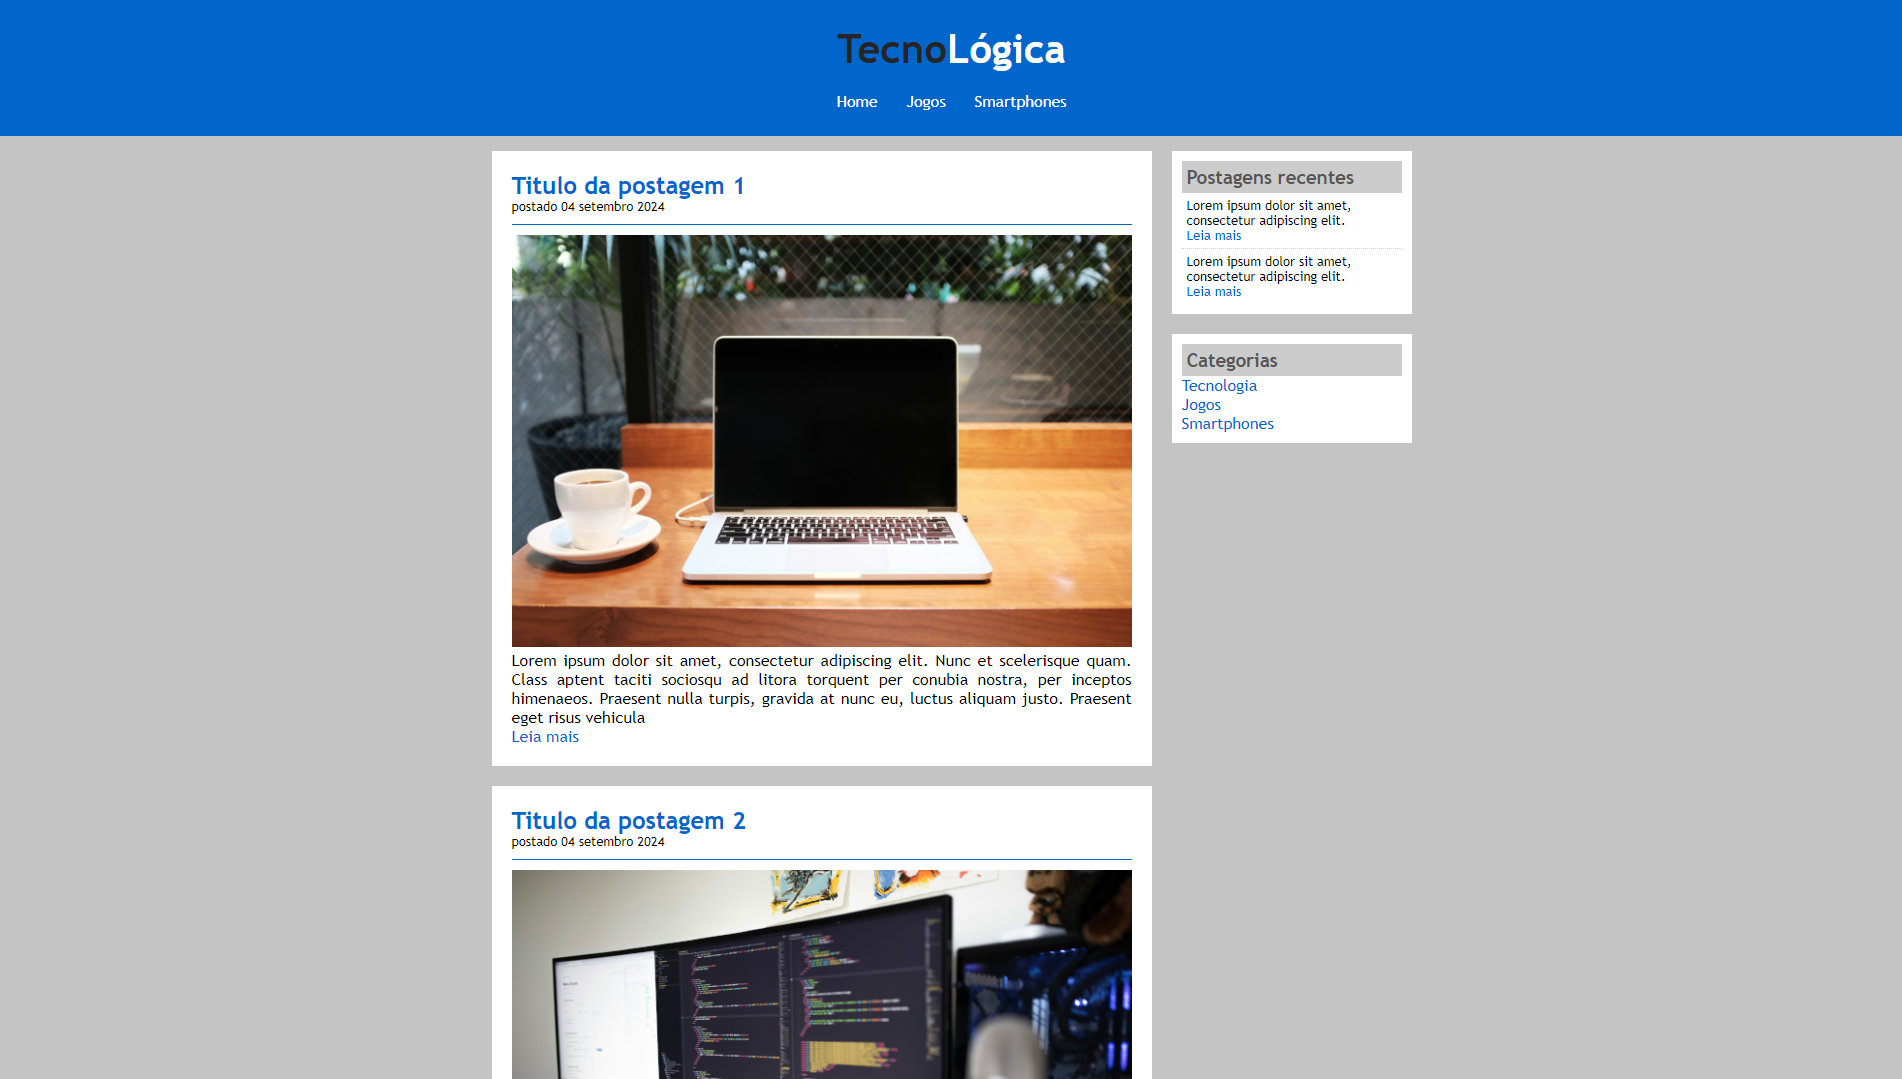 TecnoLógica
Home Jogos Smartphones
Titulo da postagem 1
postado 04 setembro 2024
Lorem ipsum dolor sit amet, consectetur adipiscing elit. Nunc et scelerisque quam.
Class aptent taciti sociosqu ad litora torquent per conubia nostra, per inceptos
himenaeos. Praesent nulla turpis, gravida at nunc eu, luctus aliquam justo. Praesent
eget risus vehicula
Leia mais
Titulo da postagem 2
postado 04 setembro 2024
Postagens recentes
Lorem ipsum dolor sit amet,
consectetur adipiscing elit.
Leia mais
Lorem ipsum dolor sit amet,
consectetur adipiscing elit.
Leia mais
Categorias
Tecnologia
Jogos
Smartphones